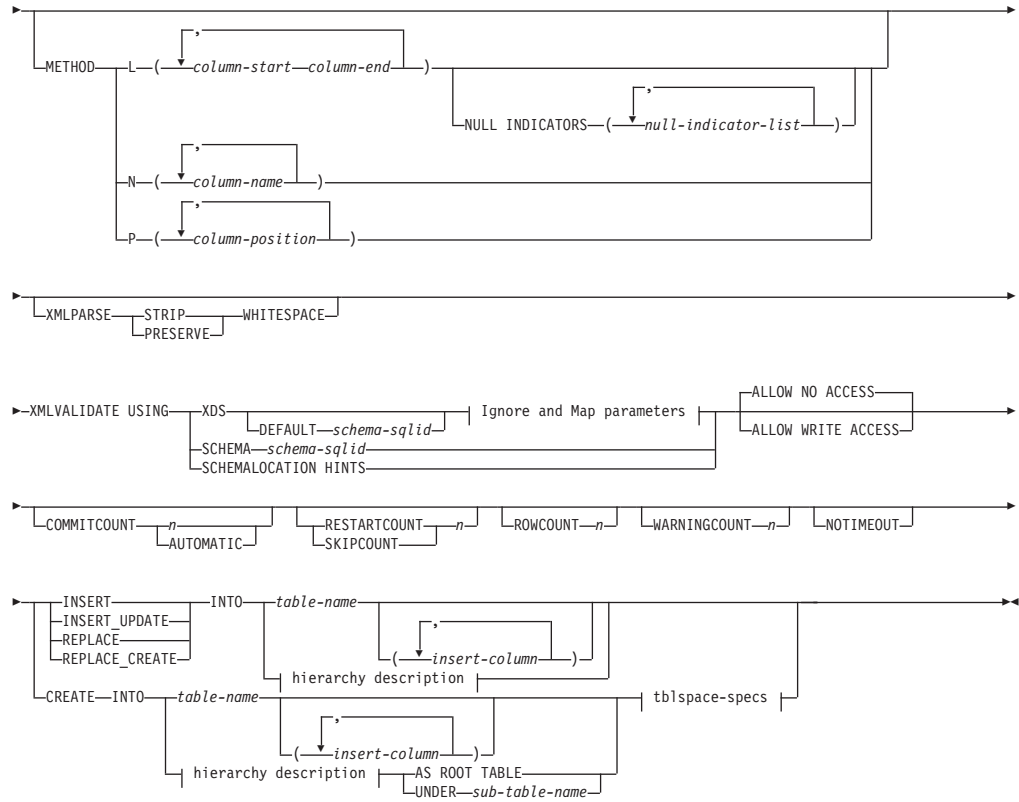 ,
METHOD L ( column-start column-end )
,
NULL INDICATORS ( null-indicator-list )
,
N ( column-name )
,
P ( column-position )
XMLPARSE STRIP WHITESPACE
PRESERVE
ALLOW NO ACCESS
XMLVALIDATE USING XDS Ignore and Map parameters
DEFAULT schema-sqlid ALLOW WRITE ACCESS
SCHEMA schema-sqlid
SCHEMALOCATION HINTS
COMMITCOUNT n RESTARTCOUNT n ROWCOUNT n WARNINGCOUNT n NOTIMEOUT
AUTOMATIC SKIPCOUNT
INSERT INTO table-name
INSERT_UPDATE ,
REPLACE
REPLACE_CREATE ( insert-column )
hierarchy description
CREATE INTO table-name tblspace-specs
,
( insert-column )
hierarchy description AS ROOT TABLE
UNDER sub-table-name